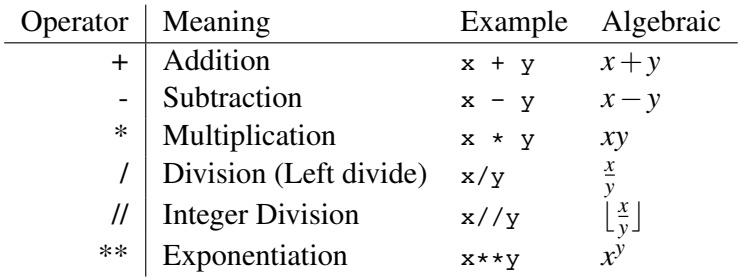 Operator Meaning Example Algebraic
+ Addition x + y x + y
- Subtraction x - y x − y
* Multiplication x * y xy
/ Division (Left divide) x/y x/y
// Integer Division x//y ⌊x/y⌋
** Exponentiation x**y x^y